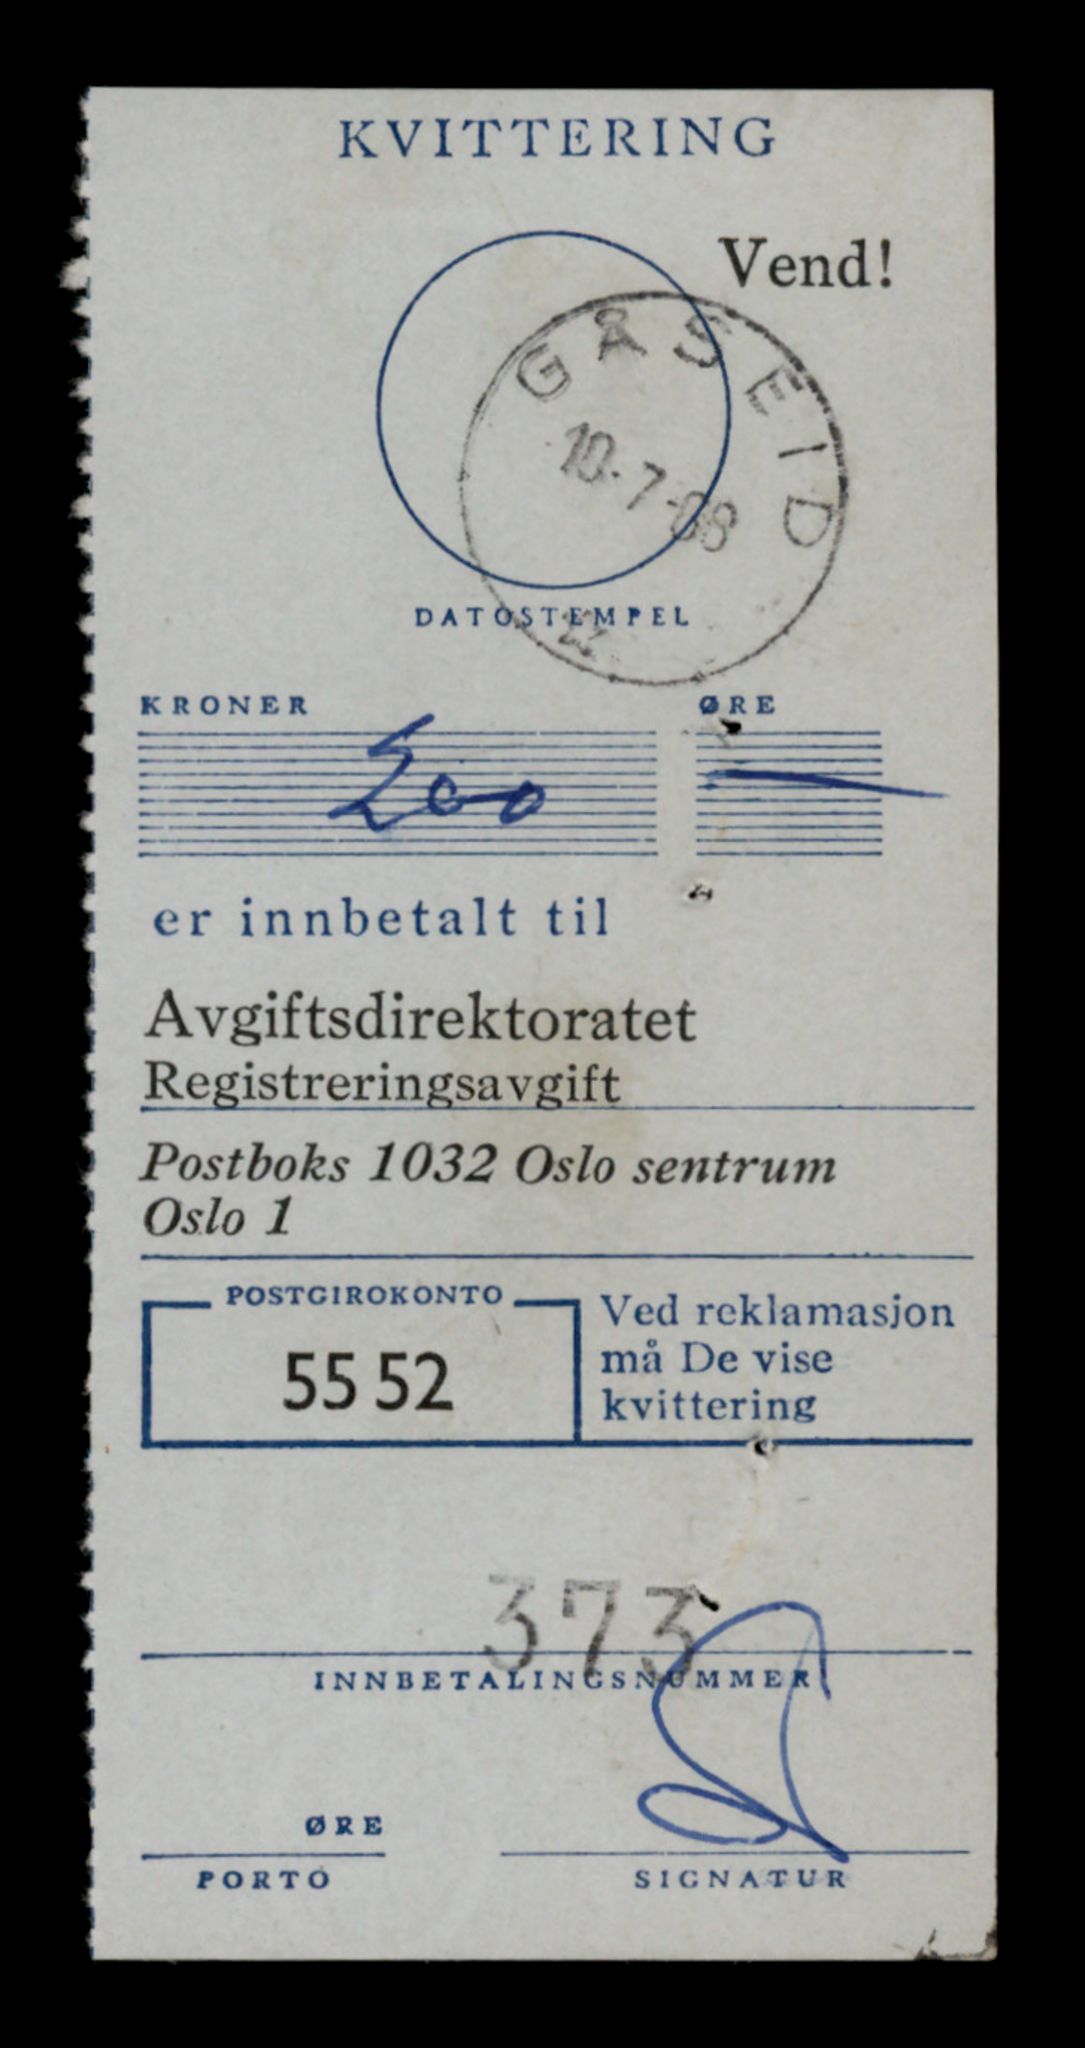 KVITTERING
Vend!
GÅSEID
10.-7-68
DATOSTEMPEL
KRONER ØRE
200 —
er innbetalt til
Avgiftsdirektoratet
Registreringsavgift
Postboks 1032 Oslo sentrum
Oslo 1
POSTGIROKONTO
55 52
Ved reklamasjon
må De vise
kvittering
373
INNBETALINGSNUMMER
ØRE
PORTO
SIGNATUR